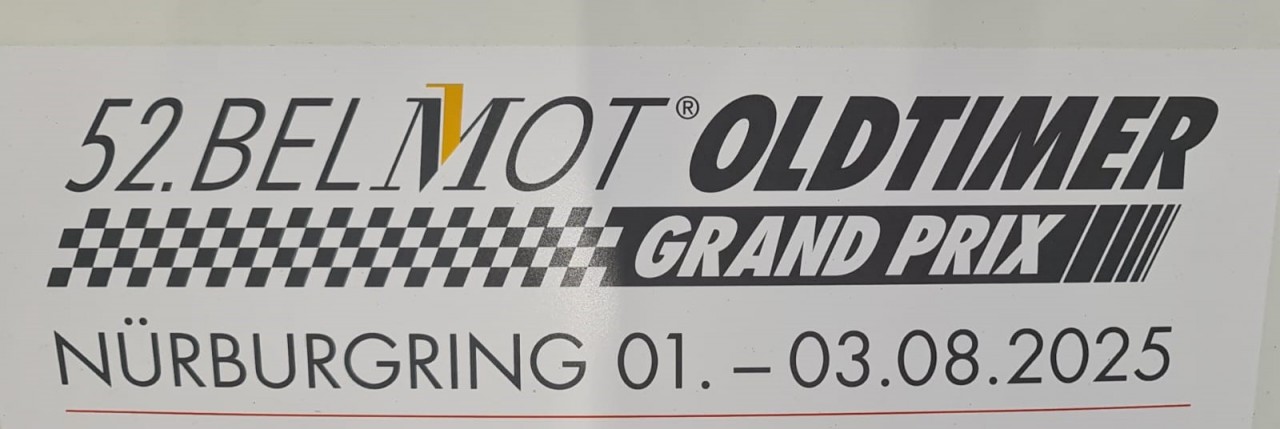 52. BELMOT® OLDTIMER
GRAND PRIX
NÜRBURGRING 01. – 03.08.2025